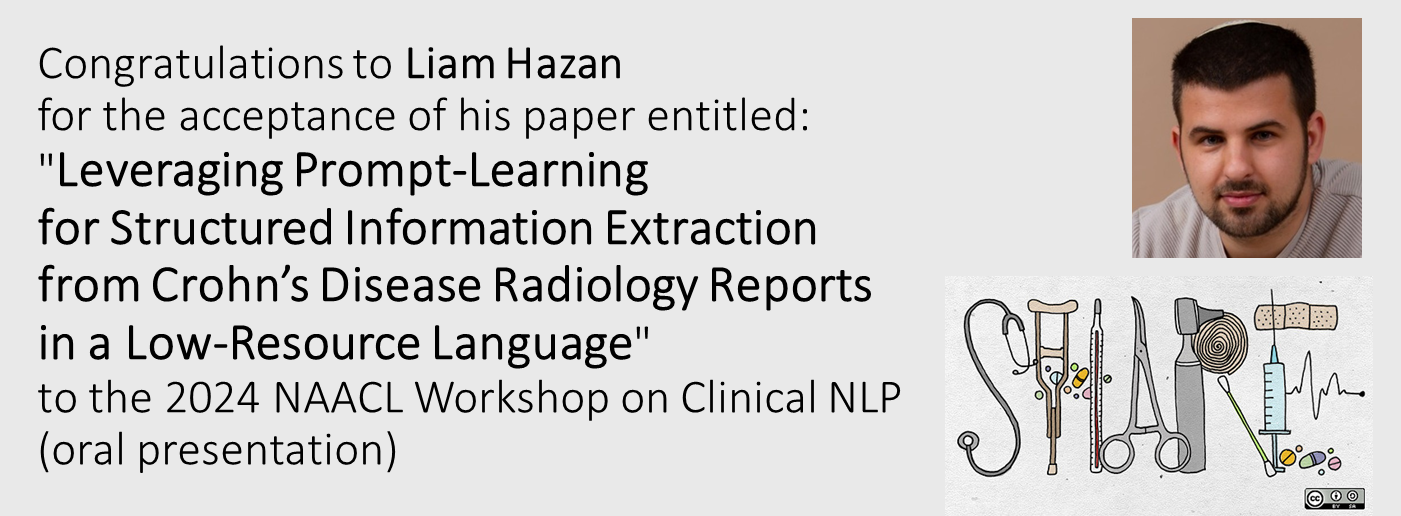 Congratulations to Liam Hazan
for the acceptance of his paper entitled:
"Leveraging Prompt-Learning
for Structured Information Extraction
from Crohn’s Disease Radiology Reports
in a Low-Resource Language"
to the 2024 NAACL Workshop on Clinical NLP
(oral presentation)
SHARE
cc
BY SA